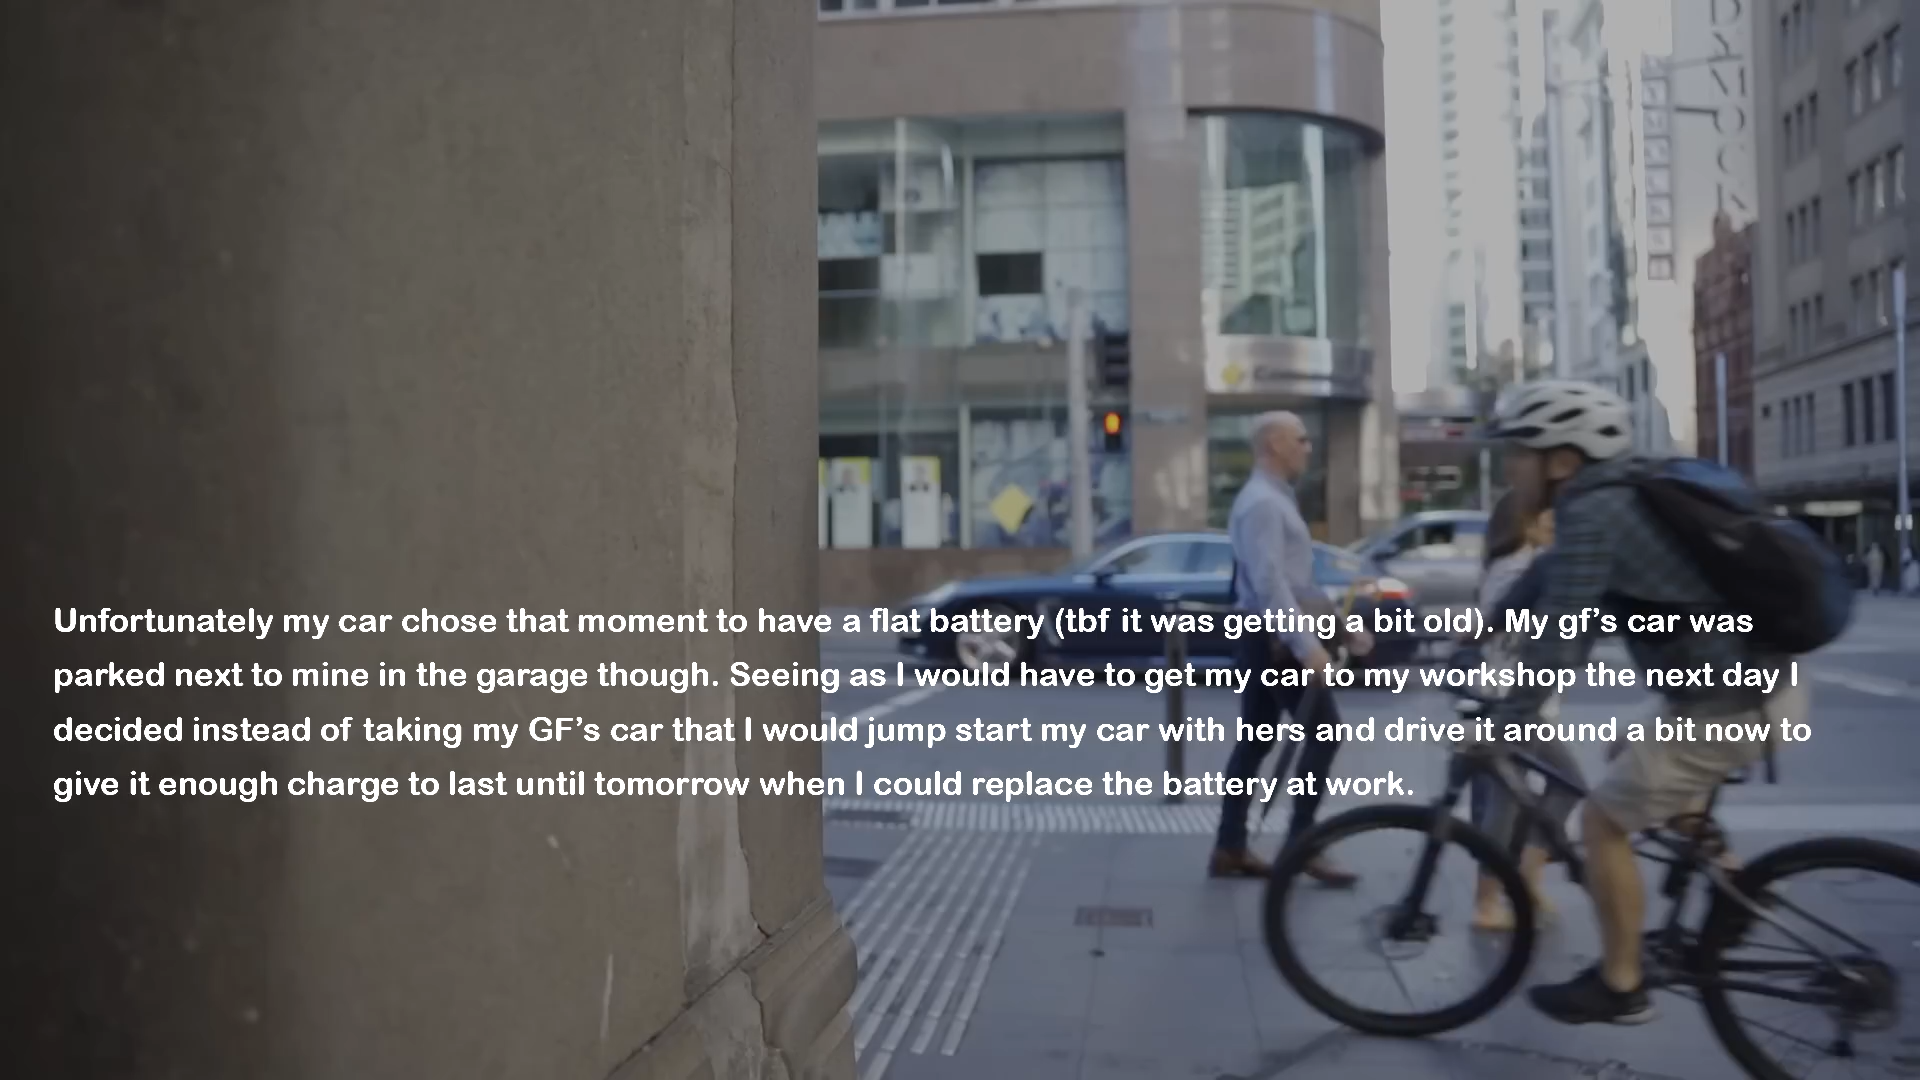 DYMOCK
Unfortunately my car chose that moment to have a flat battery (tbf it was getting a bit old). My gf’s car was
parked next to mine in the garage though. Seeing as I would have to get my car to my workshop the next day I
decided instead of taking my GF’s car that I would jump start my car with hers and drive it around a bit now to
give it enough charge to last until tomorrow when I could replace the battery at work.